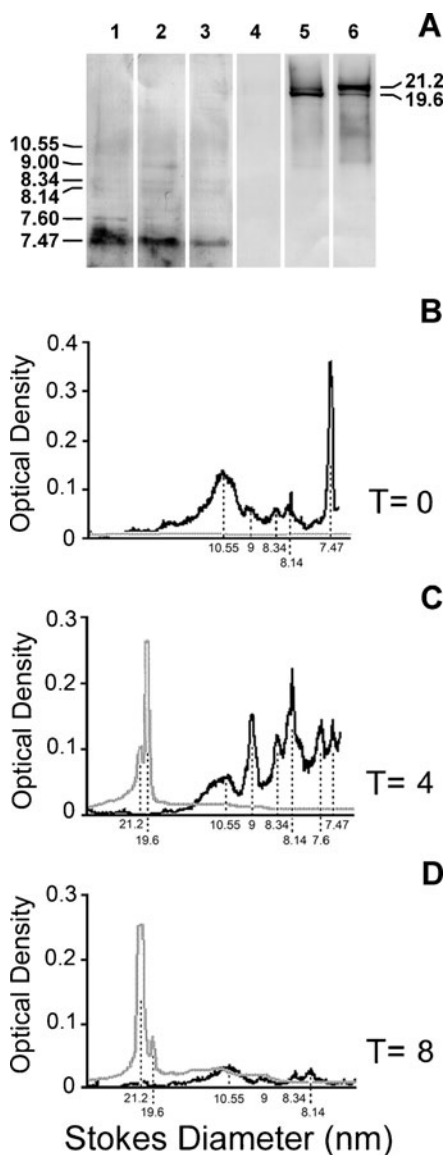 1 2 3 4 5 6 A
21.2
19.6
10.55
9.00
8.34
8.14
7.60
7.47
B
Optical Density
0.4
0.3
0.2
0.1
0
10.55 9 8.34 7.47
8.14
T= 0
C
Optical Density
0.3
0.2
0.1
0
21.2 10.55 9 8.34 7.6 7.47
19.6 8.14
T= 4
D
Optical Density
0.3
0.2
0.1
0
21.2 10.55 9 8.34
19.6 8.14
T= 8
Stokes Diameter (nm)